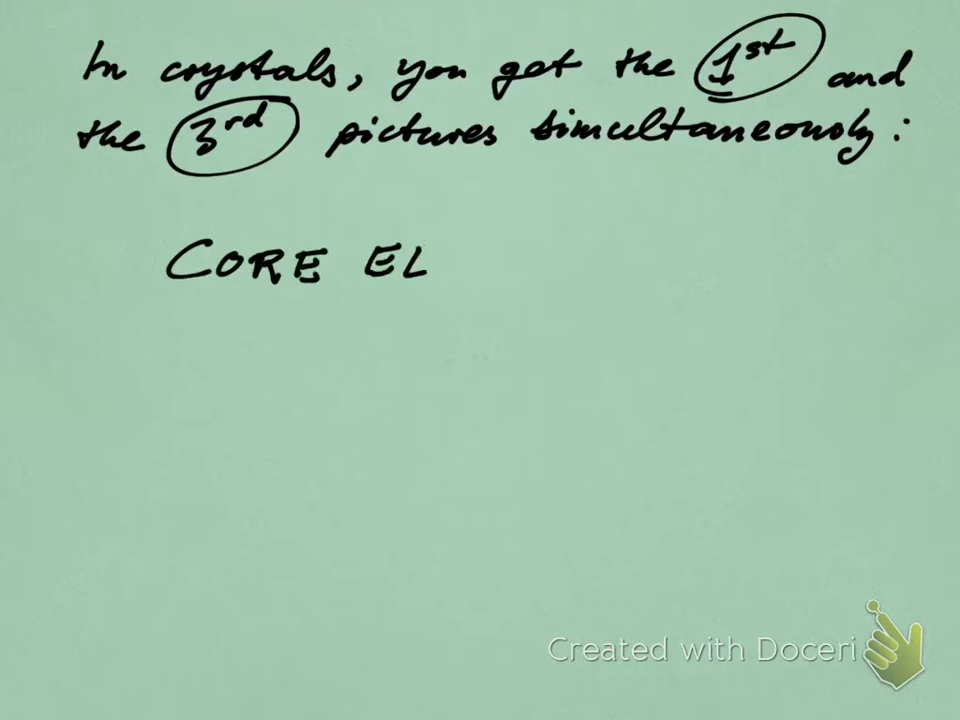 In crystals, you get the 1st and
the 3rd pictures simultaneously:
CORE EL
Created with Doceri